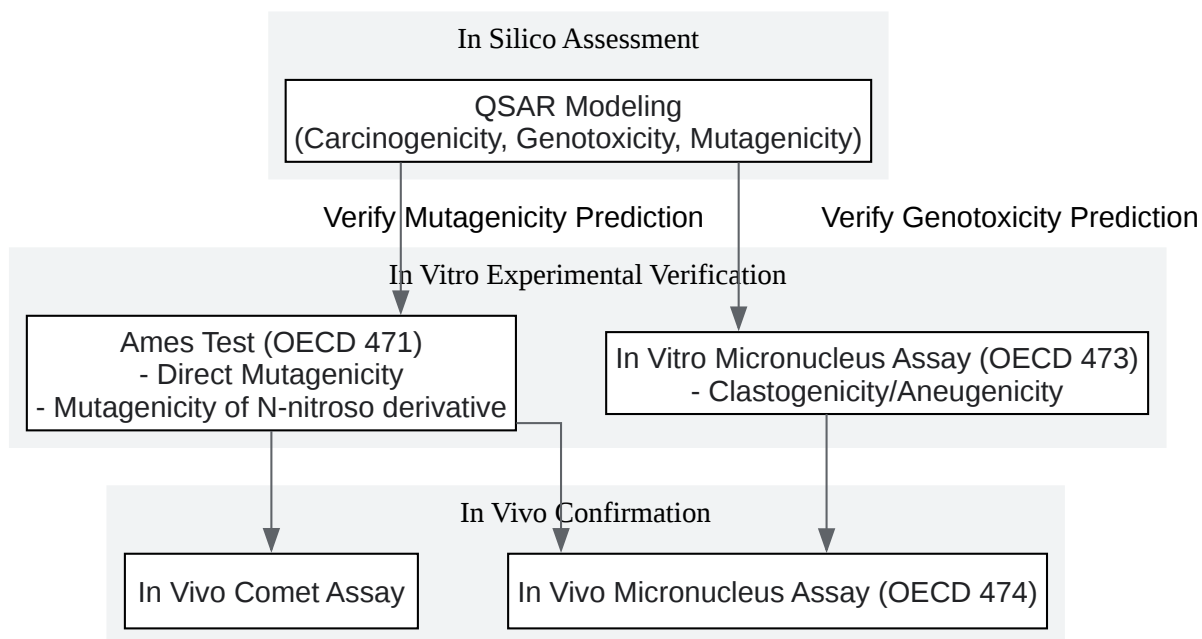 In Silico Assessment
QSAR Modeling
(Carcinogenicity, Genotoxicity, Mutagenicity)
Verify Mutagenicity Prediction
Verify Genotoxicity Prediction
In Vitro Experimental Verification
Ames Test (OECD 471)
- Direct Mutagenicity
- Mutagenicity of N-nitroso derivative
In Vitro Micronucleus Assay (OECD 473)
- Clastogenicity/Aneugenicity
In Vivo Confirmation
In Vivo Comet Assay
In Vivo Micronucleus Assay (OECD 474)